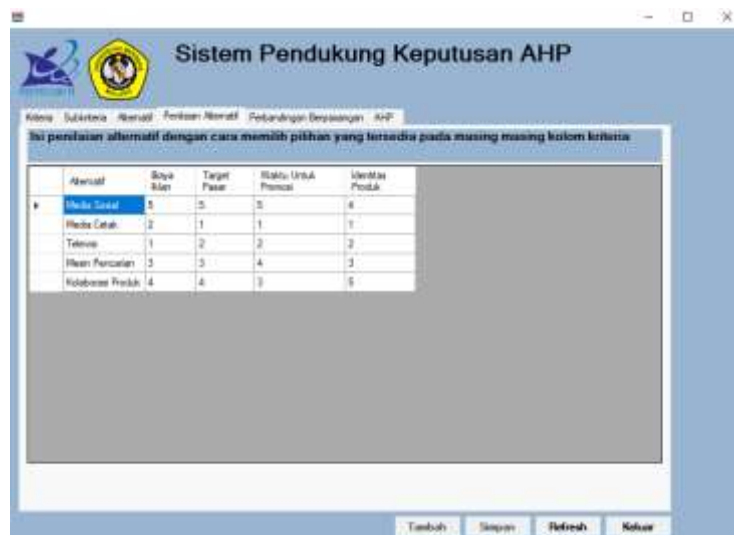 Sistem Pendukung Keputusan AHP
Kriteria Subkriteria Alternatif Penilaian Alternatif Perbandingan Berpasangan AHP
Isi penilaian alternatif dengan cara memilih pilihan yang tersedia pada masing masing kolom kriteria
Alternatif Biaya Iklan Target Pasar Waktu Untuk Promosi Identitas Produk
Media Sosial 5 5 5 4
Media Cetak 2 1 1 1
Televisi 1 2 2 2
Mesin Pencarian 3 3 4 3
Kolaborasi Produk 4 4 3 5
Tambah Simpan Refresh Keluar